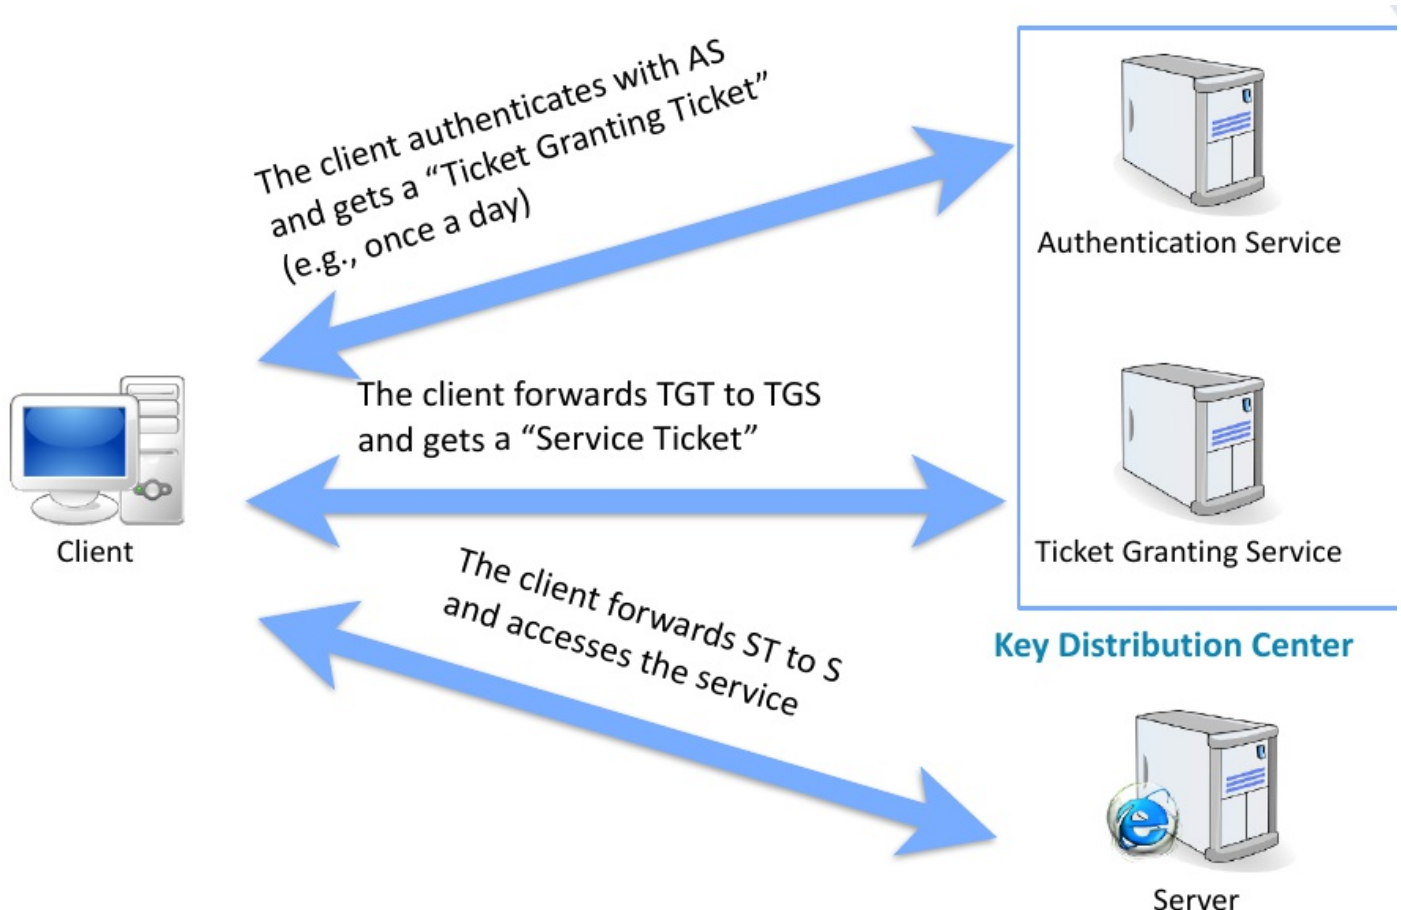 The client authenticates with AS
and gets a “Ticket Granting Ticket”
(e.g., once a day)
Authentication Service
The client forwards TGT to TGS
and gets a “Service Ticket”
Client
Ticket Granting Service
The client forwards ST to S
and accesses the service
Key Distribution Center
Server